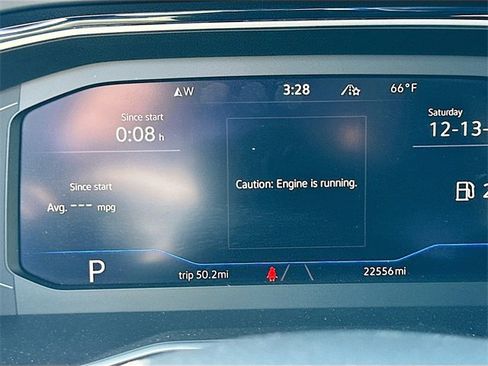 W 3:28 66°F
Since start
0:08 h
Saturday
12-13-
Since start
Avg. --- mpg
Caution: Engine is running.
2
P trip 50.2mi 22556mi